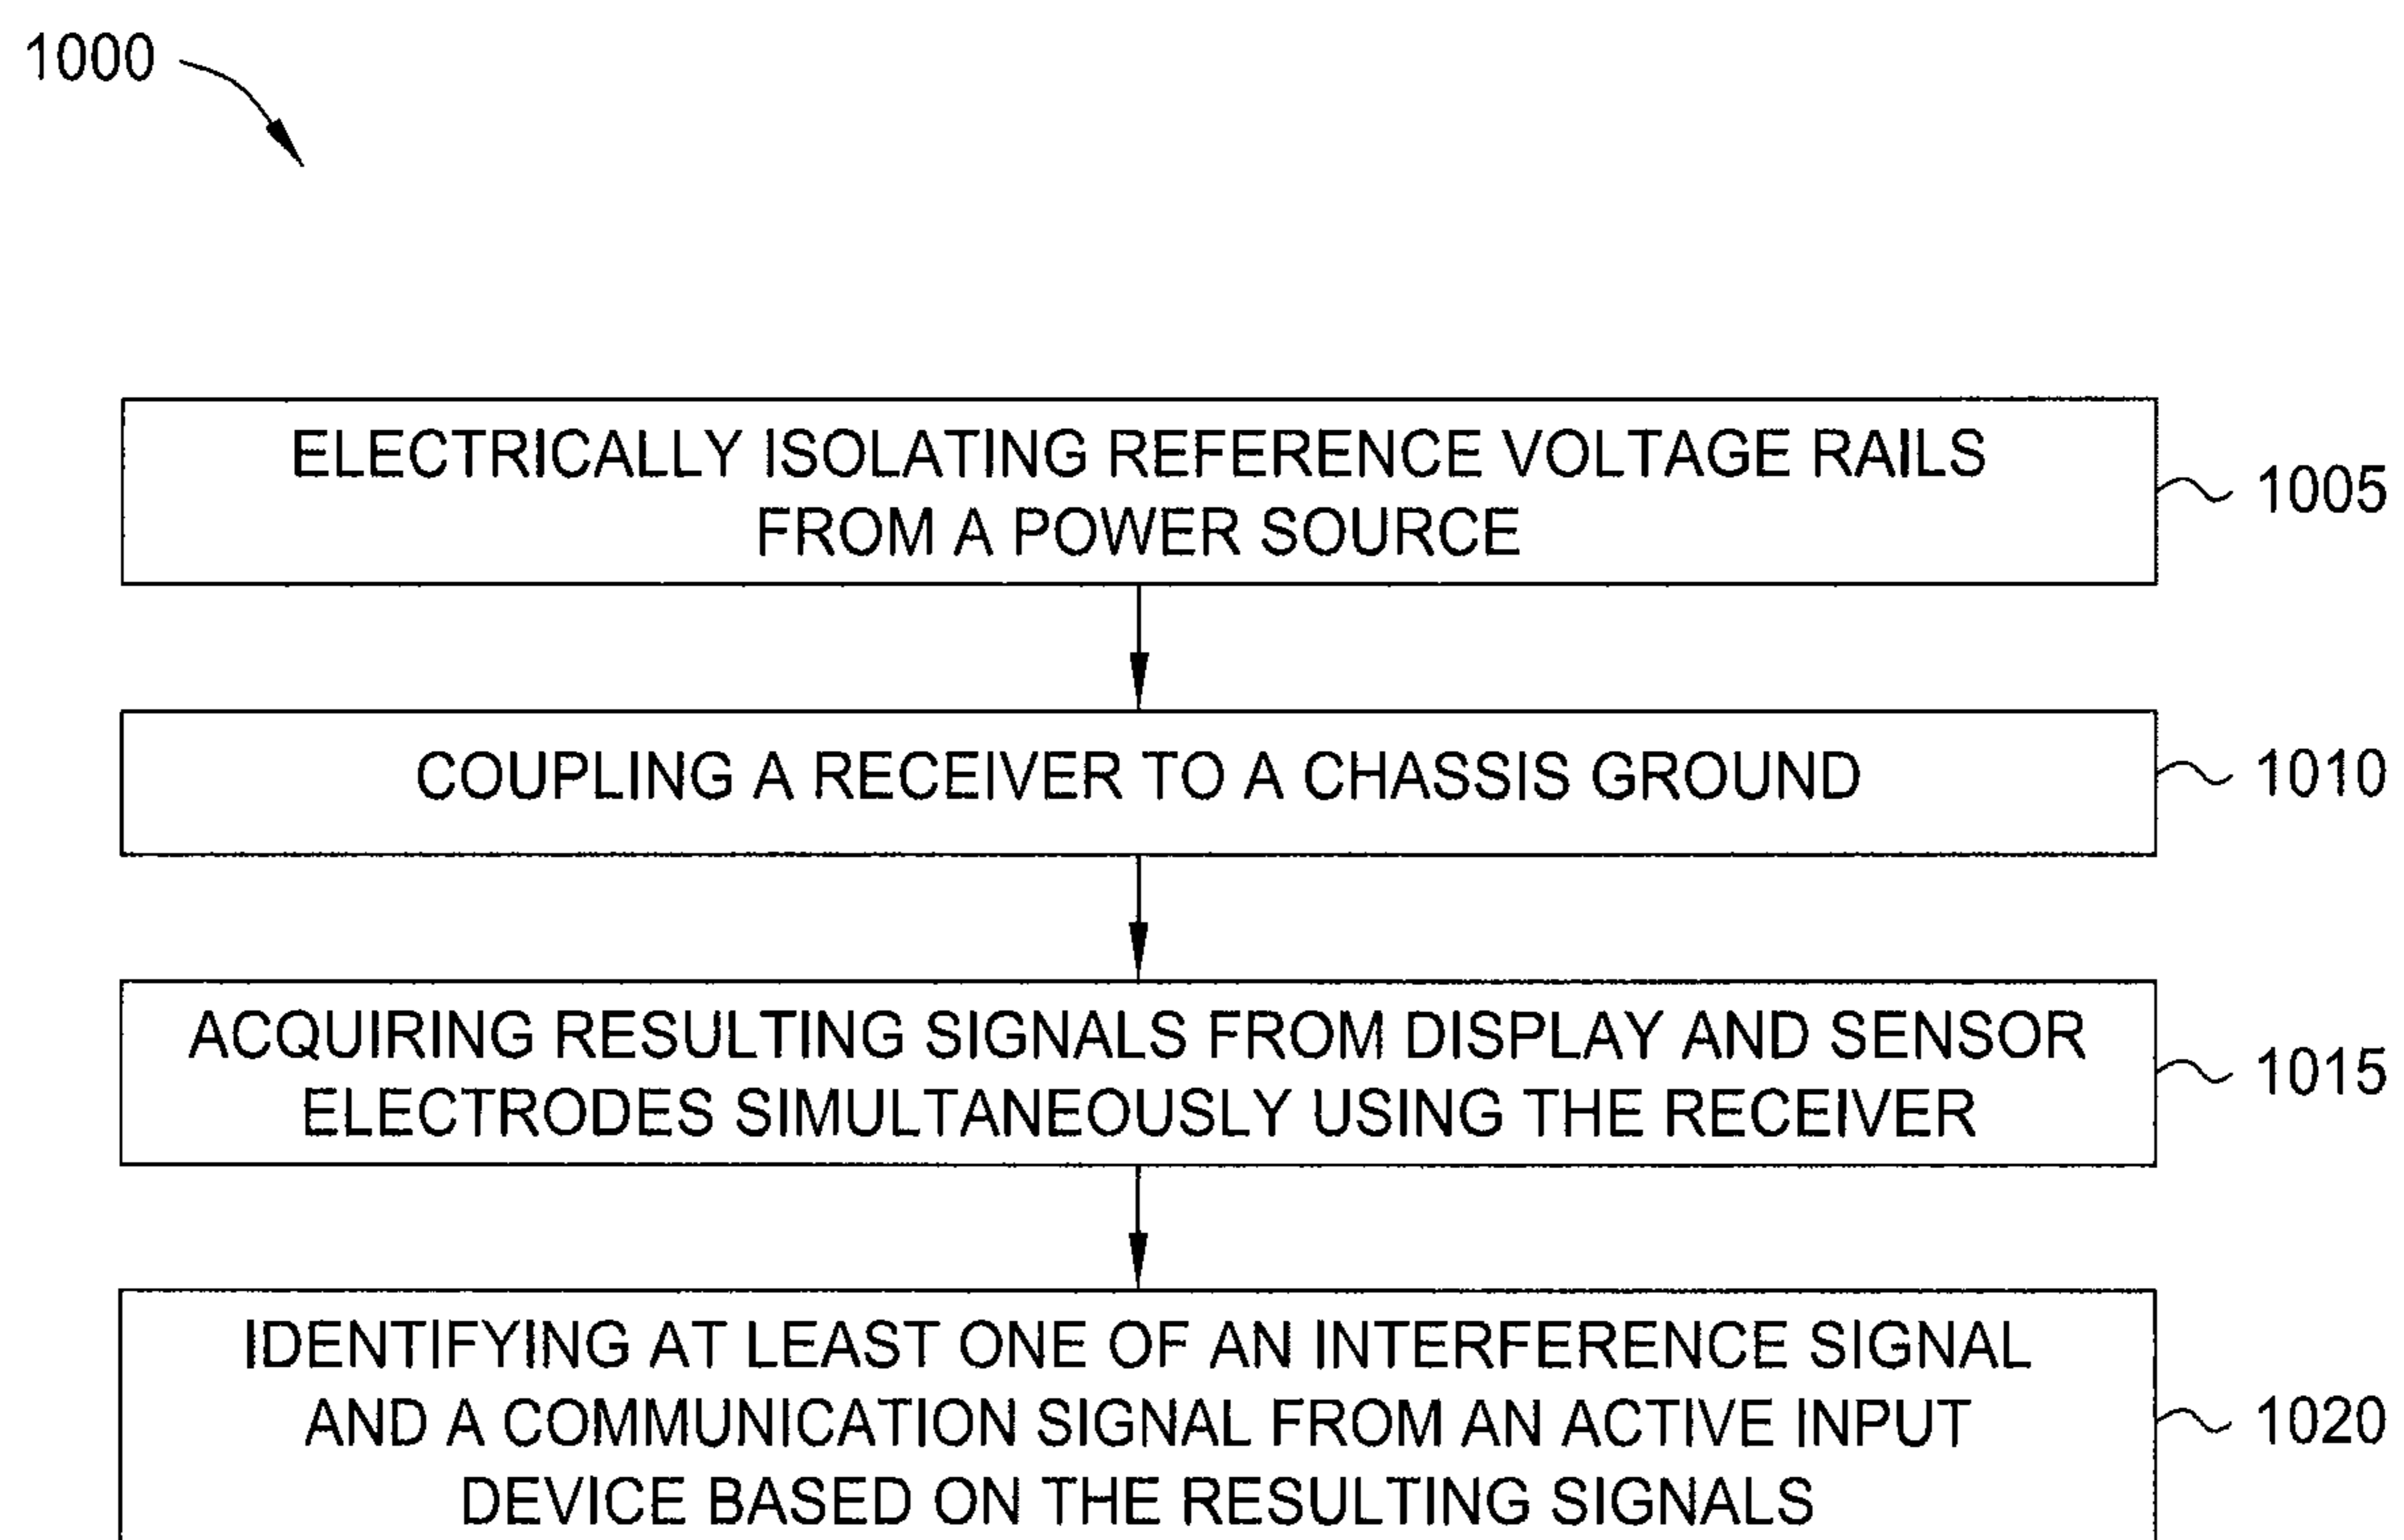 1000
ELECTRICALLY ISOLATING REFERENCE VOLTAGE RAILS
FROM A POWER SOURCE
1005
COUPLING A RECEIVER TO A CHASSIS GROUND
1010
ACQUIRING RESULTING SIGNALS FROM DISPLAY AND SENSOR
ELECTRODES SIMULTANEOUSLY USING THE RECEIVER
1015
IDENTIFYING AT LEAST ONE OF AN INTERFERENCE SIGNAL
AND A COMMUNICATION SIGNAL FROM AN ACTIVE INPUT
DEVICE BASED ON THE RESULTING SIGNALS
1020